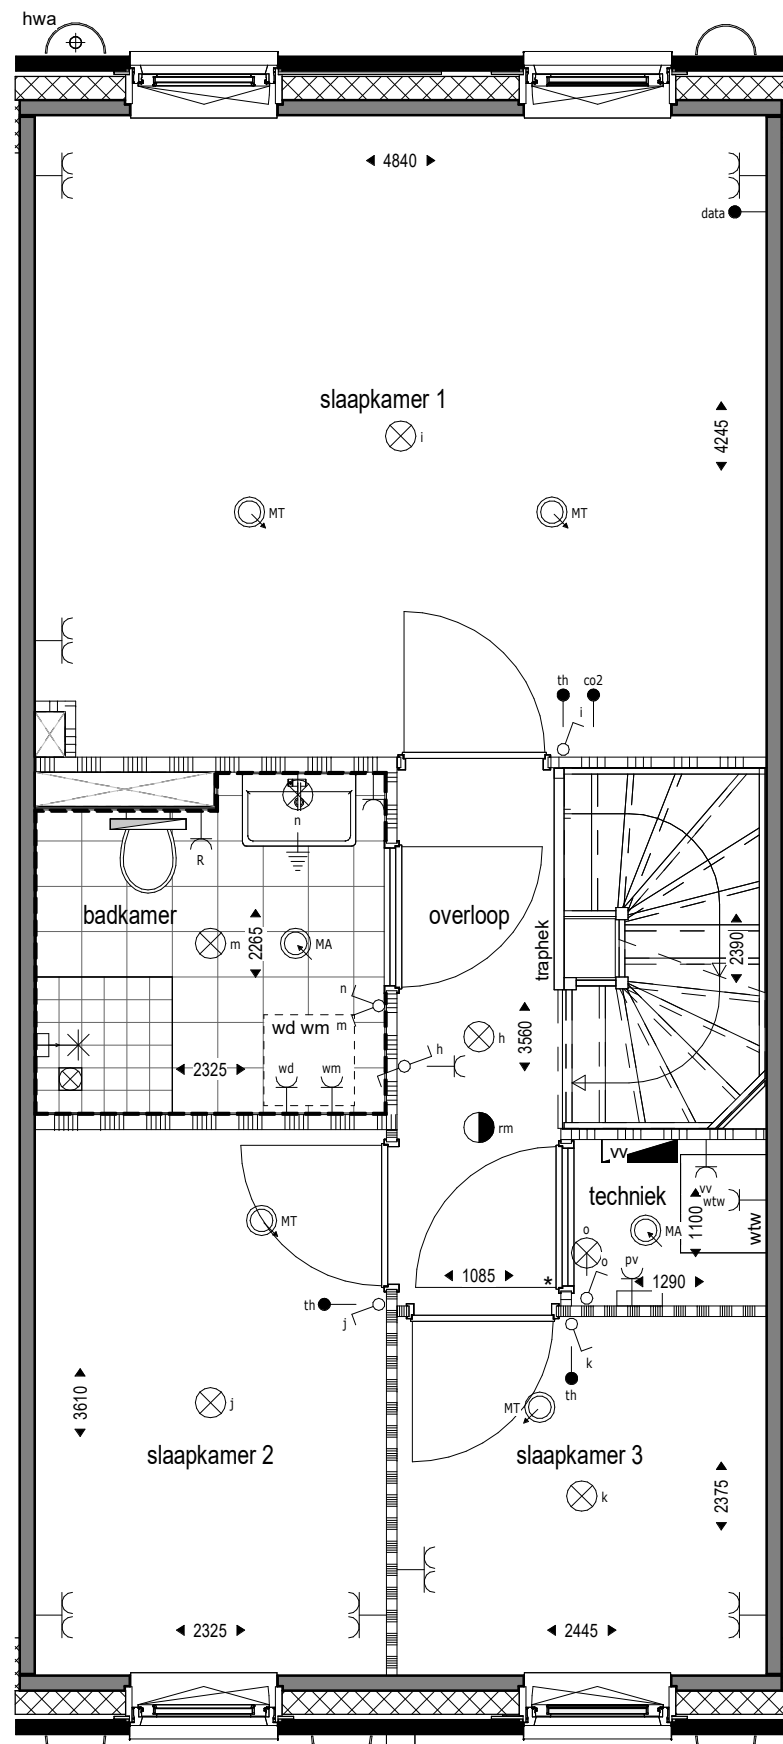 hwa
4840
data
slaapkamer 1
i
4245
MT
MT
th co2
i
n
R
badkamer
overloop
traphek
m
2265
MA
2390
n
m
wd wm
h
h
3560
2325
wd wm
rm
vv
techniek
vv
wtw
wtw
MT
o
MA
1100
o
pv
1085
*
1290
th
j
k
th
3610
j
MT
slaapkamer 2
slaapkamer 3
k
2375
2325
2445